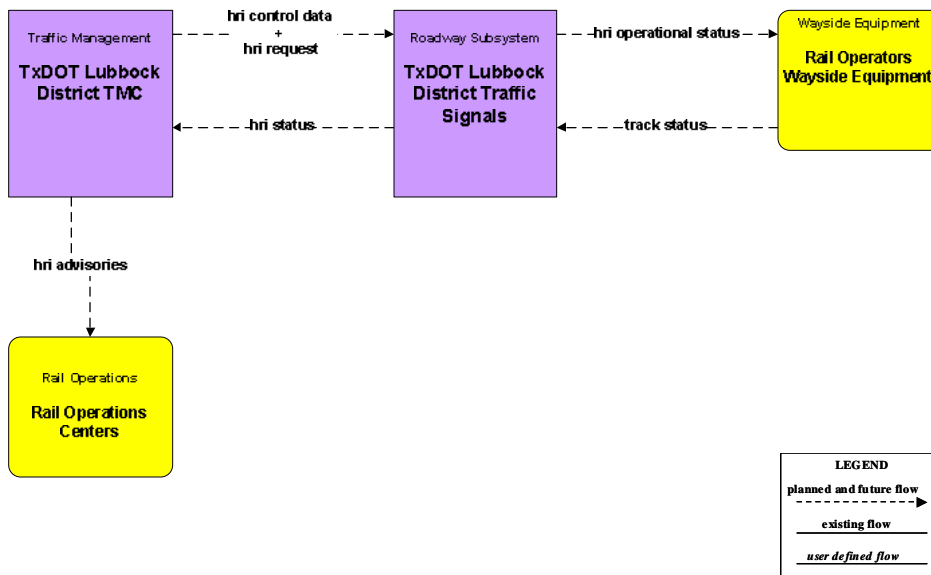 Traffic Management
TxDOT Lubbock
District TMC
hri control data
+
hri request
Roadway Subsystem
TxDOT Lubbock
District Traffic
Signals
hri operational status
Wayside Equipment
Rail Operators
Wayside Equipment
hri status
track status
hri advisories
Rail Operations
Rail Operations
Centers
LEGEND
planned and future flow
existing flow
user defined flow